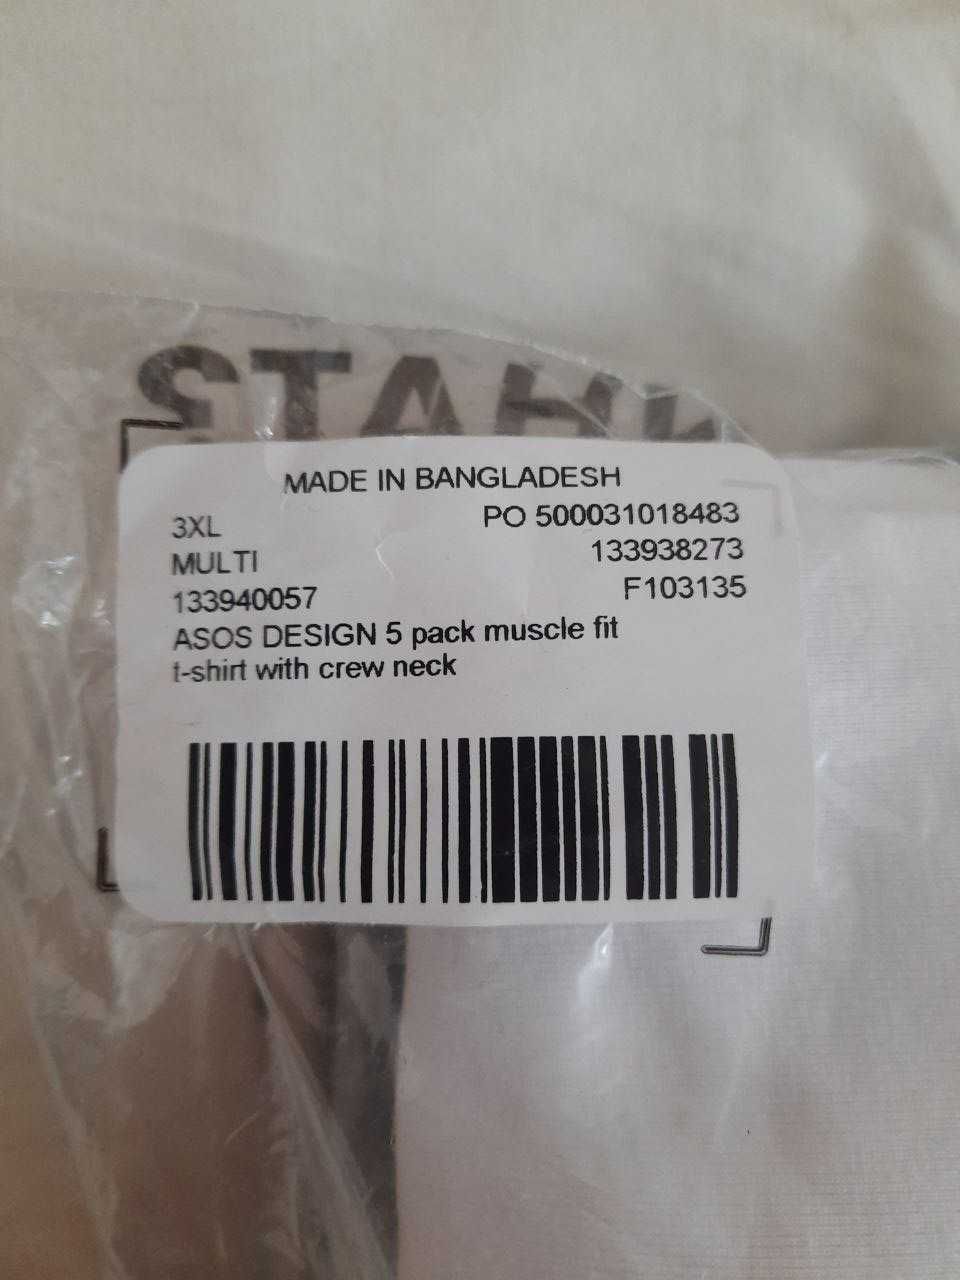 MADE IN BANGLADESH
3XL PO 500031018483
MULTI 133938273
133940057 F103135
ASOS DESIGN 5 pack muscle fit
t-shirt with crew neck